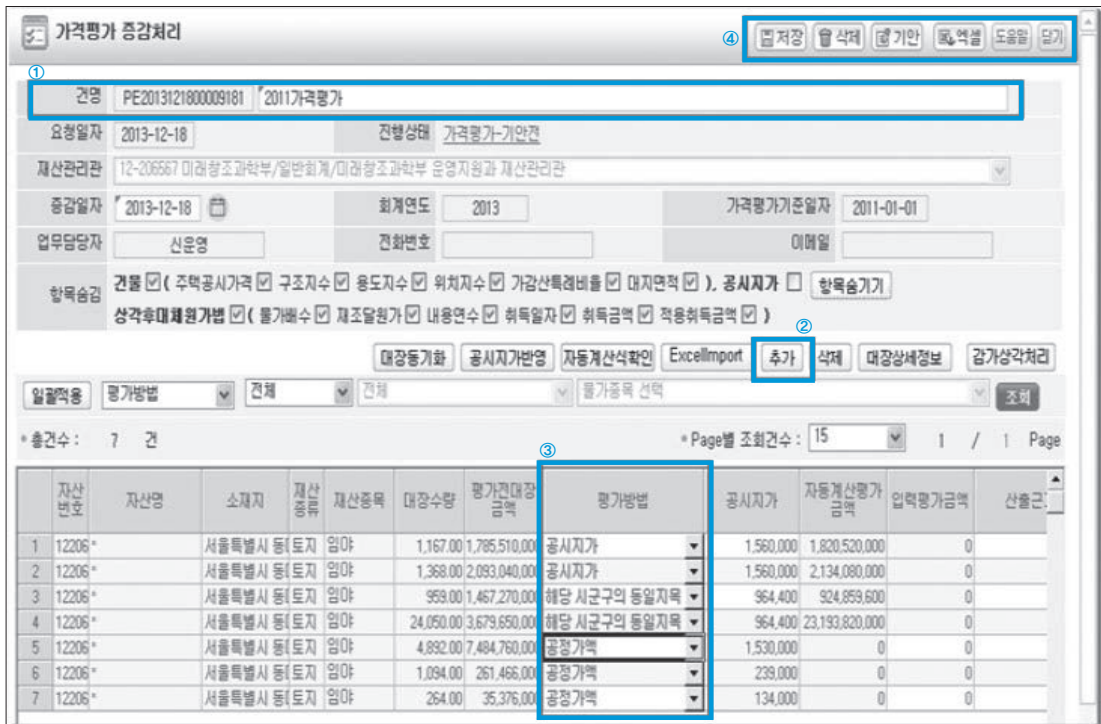 가격평가 증감처리
④ 저장 삭제 기안 엑셀 도움말 닫기
①
건명 PE2013121800009181 2011가격평가
요청일자 2013-12-18 진행상태 가격평가-기안전
재산관리관 12-206567 미래창조과학부/일반회계/미래창조과학부 운영지원과 재산관리관
증감일자 2013-12-18 회계연도 2013 가격평가기준일자 2011-01-01
업무담당자 신운영 전화번호 이메일
항목숨김 건물 ( 주택공시가격 구조지수 용도지수 위치지수 가감산특례비율 대지면적 ), 공시지가 항목숨기기
상각후대체원가법 ( 물가배수 재조달원가 내용연수 취득일자 취득금액 적용취득금액 )
②
대장동기화 공시지가반영 자동계산식확인 ExcelImport 추가 삭제 대장상세정보 감가상각처리
일괄적용 평가방법 전체 전체 물가종목 선택 조회
* 총건수 : 7 건 * Page별 조회건수 : 15 1 / 1 Page
③
자산번호 자산명 소재지 재산종류 재산종목 대장수량 평가전대장금액 평가방법 공시지가 자동계산평가금액 입력평가금액 산출근
1 12206* 서울특별시 동 토지 임야 1,167.00 1,785,510,000 공시지가 1,560,000 1,820,520,000 0
2 12206* 서울특별시 동 토지 임야 1,368.00 2,093,040,000 공시지가 1,560,000 2,134,080,000 0
3 12206* 서울특별시 동 토지 임야 959.00 1,467,270,000 해당 시군구의 동일지목 964,400 924,859,600 0
4 12206* 서울특별시 동 토지 임야 24,050.00 3,679,650,000 해당 시군구의 동일지목 964,400 23,193,820,000 0
5 12206* 서울특별시 동 토지 임야 4,892.00 7,484,760,000 공정가액 1,530,000 0 0
6 12206* 서울특별시 동 토지 임야 1,094.00 261,466,000 공정가액 239,000 0 0
7 12206* 서울특별시 동 토지 임야 264.00 35,376,000 공정가액 134,000 0 0